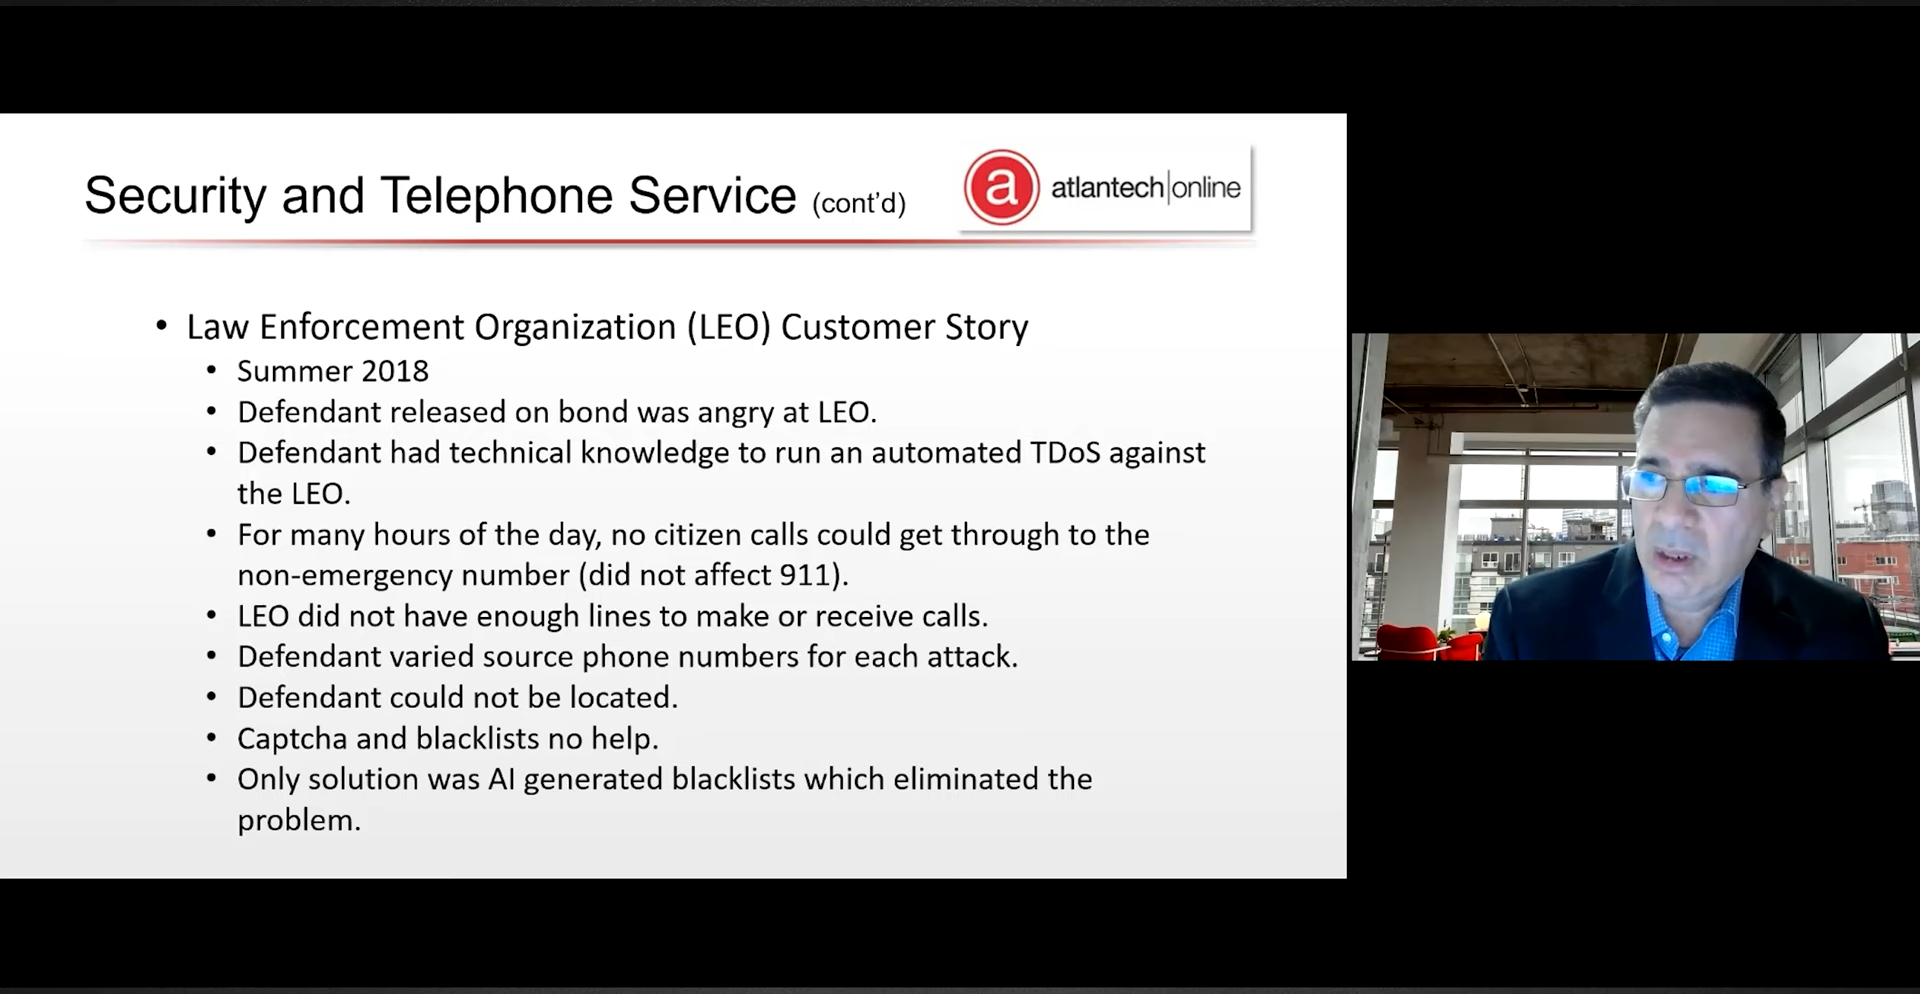 Security and Telephone Service (cont'd)
a atlantech|online
• Law Enforcement Organization (LEO) Customer Story
• Summer 2018
• Defendant released on bond was angry at LEO.
• Defendant had technical knowledge to run an automated TDoS against
the LEO.
• For many hours of the day, no citizen calls could get through to the
non-emergency number (did not affect 911).
• LEO did not have enough lines to make or receive calls.
• Defendant varied source phone numbers for each attack.
• Defendant could not be located.
• Captcha and blacklists no help.
• Only solution was AI generated blacklists which eliminated the
problem.